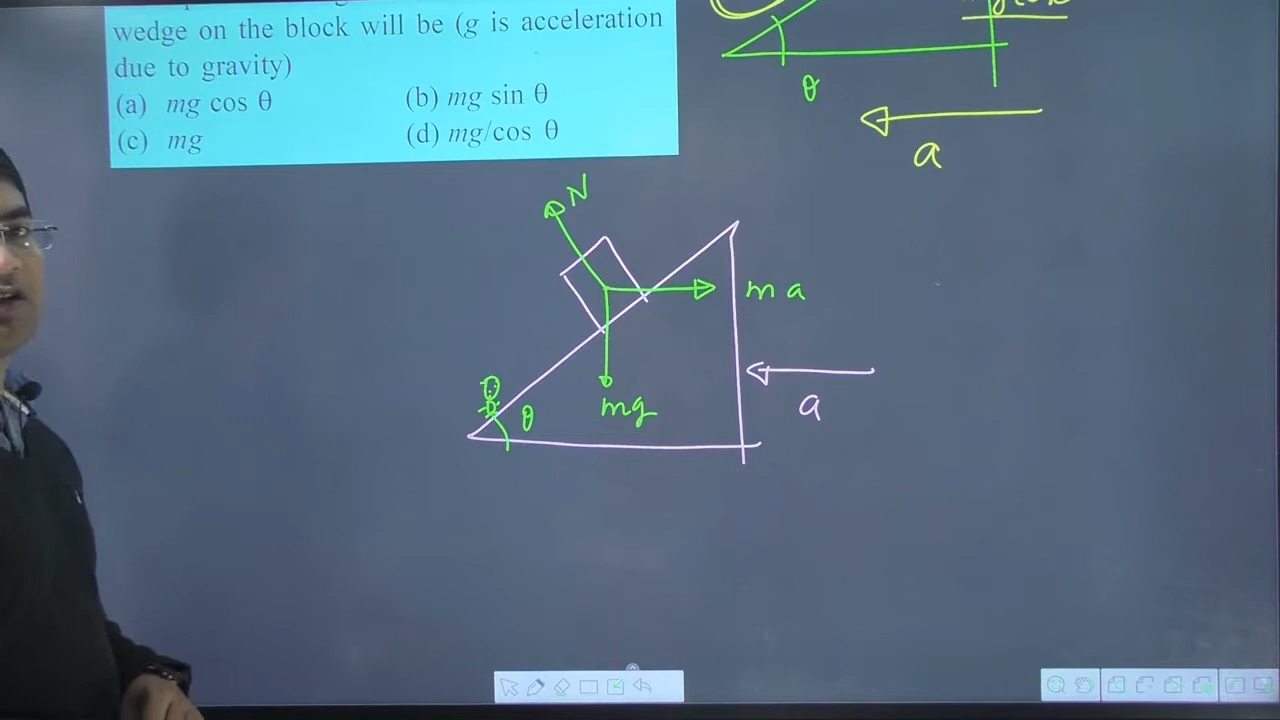 wedge on the block will be (g is acceleration
due to gravity)
(a) mg cos θ (b) mg sin θ
(c) mg (d) mg/cos θ
θ
a
N
ma
a
θ
mg